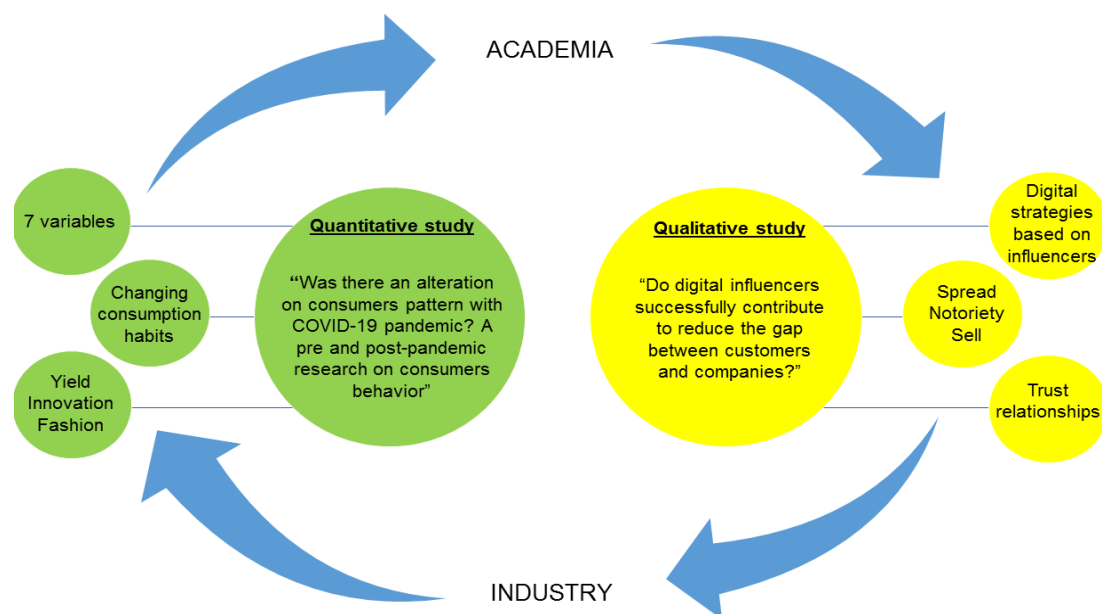 ACADEMIA
7 variables
Changing
consumption
habits
Yield
Innovation
Fashion
Quantitative study
“Was there an alteration
on consumers pattern with
COVID-19 pandemic? A
pre and post-pandemic
research on consumers
behavior”
Qualitative study
“Do digital influencers
successfully contribute
to reduce the gap
between customers
and companies?”
Digital
strategies
based on
influencers
Spread
Notoriety
Sell
Trust
relationships
INDUSTRY